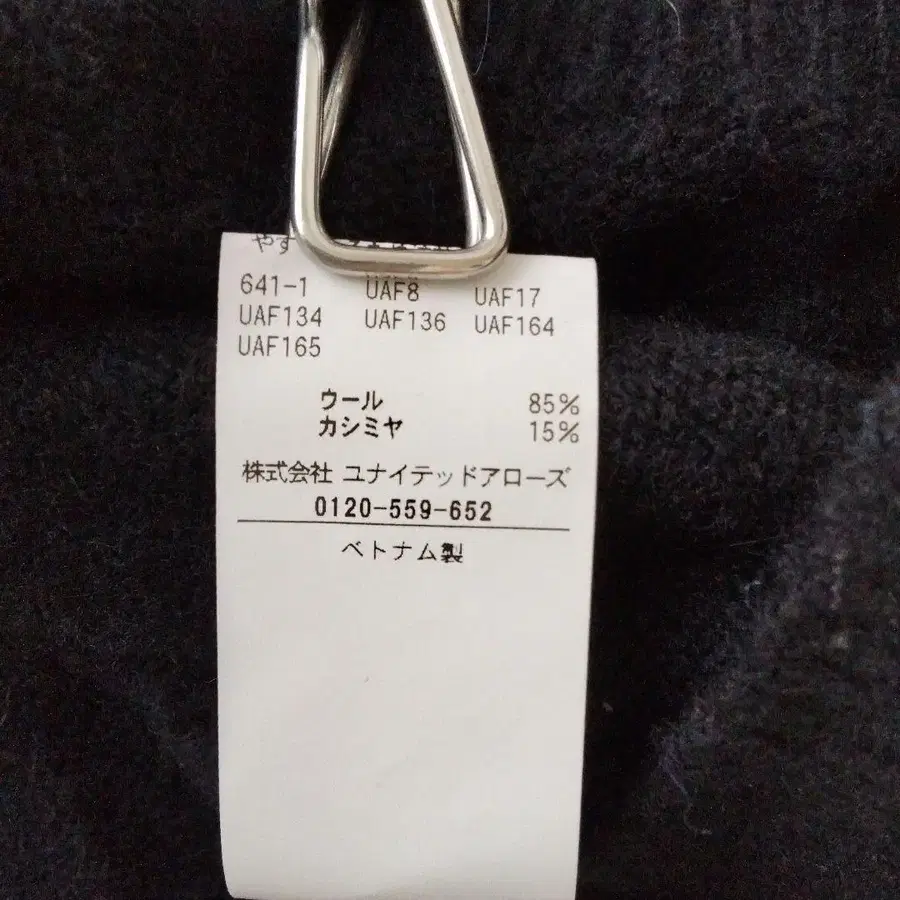 やす
641-1 UAF8 UAF17
UAF134 UAF136 UAF164
UAF165
ウール 85%
カシミヤ 15%
株式会社 ユナイテッドアローズ
0120-559-652
ベトナム製